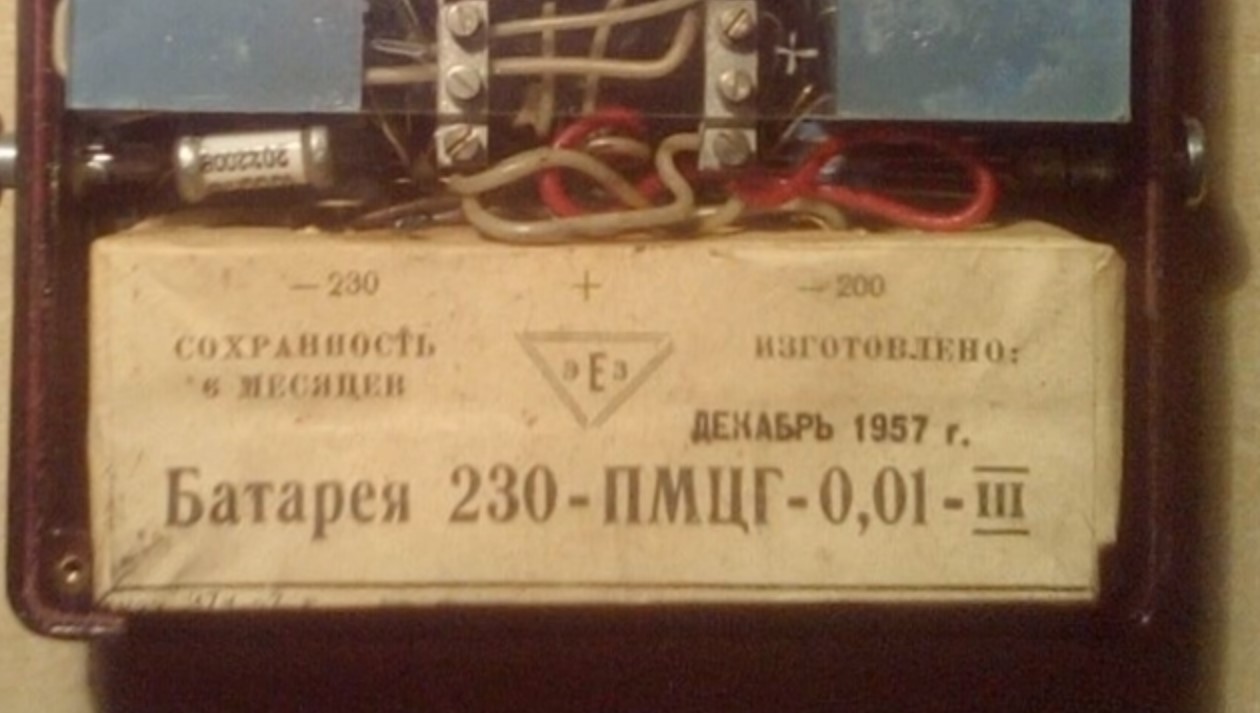 +
— 230 + — 200
СОХРАННОСТЬ
6 МЕСЯЦЕВ
ЭЕЗ
ИЗГОТОВЛЕНО:
ДЕКАБРЬ 1957 г.
Батарея 230-ПМЦГ-0,01-III